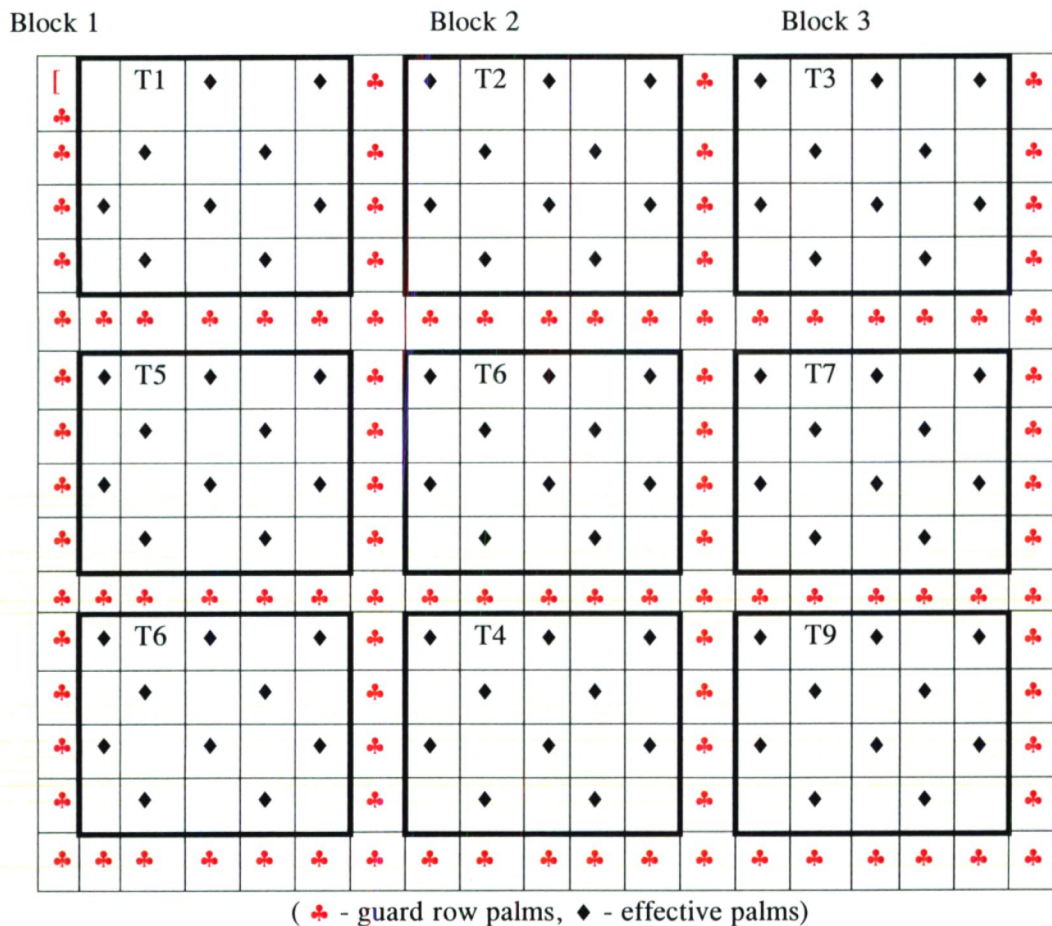 Block 1 Block 2 Block 3
[ T1 T2 T3
T5 T6 T7
T6 T4 T9
( ♣ - guard row palms, ♦ - effective palms)